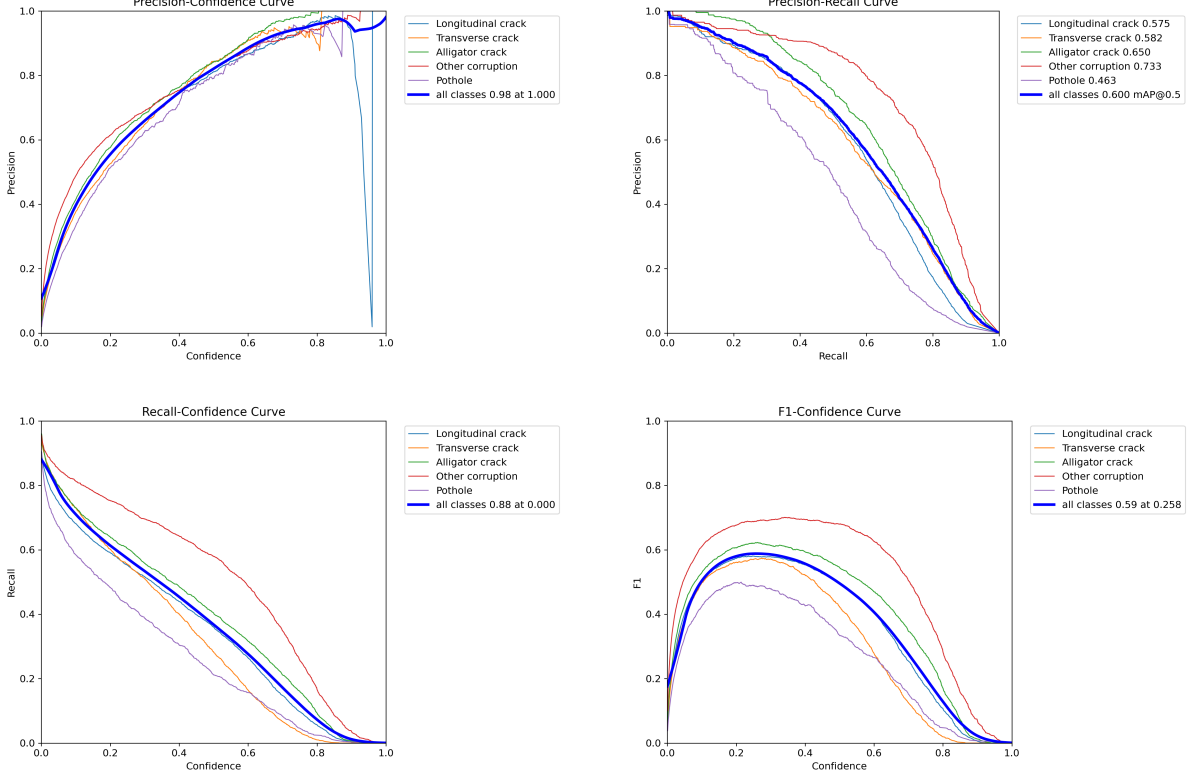 Precision-Confidence Curve
1.0
0.8
0.6
0.4
0.2
0.0
Precision
0.0 0.2 0.4 0.6 0.8 1.0
Confidence
Longitudinal crack
Transverse crack
Alligator crack
Other corruption
Pothole
all classes 0.98 at 1.000
Precision-Recall Curve
1.0
0.8
0.6
0.4
0.2
0.0
Precision
0.0 0.2 0.4 0.6 0.8 1.0
Recall
Longitudinal crack 0.575
Transverse crack 0.582
Alligator crack 0.650
Other corruption 0.733
Pothole 0.463
all classes 0.600 mAP@0.5
Recall-Confidence Curve
1.0
0.8
0.6
0.4
0.2
0.0
Recall
0.0 0.2 0.4 0.6 0.8 1.0
Confidence
Longitudinal crack
Transverse crack
Alligator crack
Other corruption
Pothole
all classes 0.88 at 0.000
F1-Confidence Curve
1.0
0.8
0.6
0.4
0.2
0.0
F1
0.0 0.2 0.4 0.6 0.8 1.0
Confidence
Longitudinal crack
Transverse crack
Alligator crack
Other corruption
Pothole
all classes 0.59 at 0.258